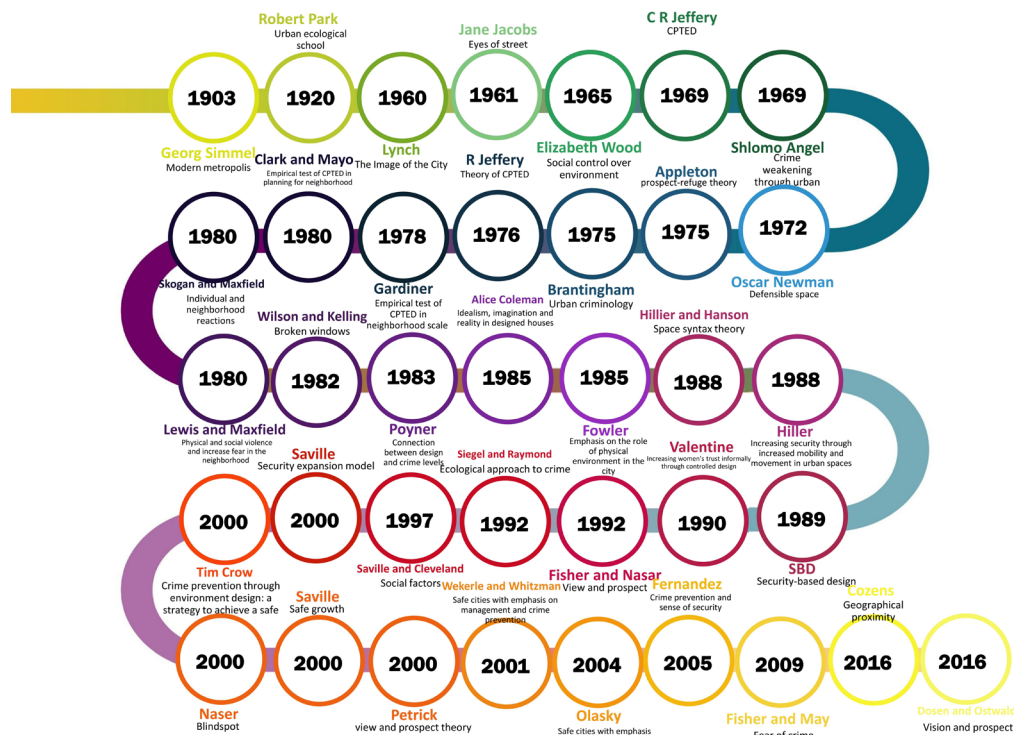 Robert Park
Urban ecological
school
Jane Jacobs
Eyes of street
C R Jeffery
CPTED
1903
1920
1960
1961
1965
1969
1969
Georg Simmel
Modern metropolis
Clark and Mayo
Empirical test of CPTED in
planning for neighborhood
Lynch
The Image of the City
R Jeffery
Theory of CPTED
Elizabeth Wood
Social control over
environment
Appleton
prospect-refuge theory
Shlomo Angel
Crime
weakening
through urban
1980
1980
1978
1976
1975
1975
1972
Skogan and Maxfield
Individual and
neighborhood
reactions
Wilson and Kelling
Broken windows
Gardiner
Empirical test of
CPTED in
neighborhood scale
Alice Coleman
Idealism, imagination and
reality in designed houses
Brantingham
Urban criminology
Hillier and Hanson
Space syntax theory
Oscar Newman
Defensible space
1980
1982
1983
1985
1985
1988
1988
Lewis and Maxfield
Physical and social violence
and increase fear in the
neighborhood
Saville
Security expansion model
Poyner
Connection
between design
and crime levels
Siegel and Raymond
Ecological approach to crime
Fowler
Emphasis on the role
of physical
environment in the
city
Valentine
Increasing women's trust informally
through controlled design
Hiller
Increasing security through
increased mobility and
movement in urban spaces
2000
2000
1997
1992
1992
1990
1989
Tim Crow
Crime prevention through
environment design: a
strategy to achieve a safe
Saville
Safe growth
Saville and Cleveland
Social factors
Wekerle and Whitzman
Safe cities with emphasis on
management and crime
prevention
Fisher and Nasar
View and prospect
Fernandez
Crime prevention and
sense of security
SBD
Security-based design
Cozens
Geographical
proximity
2000
2000
2000
2001
2004
2005
2009
2016
2016
Naser
Blindspot
Petrick
view and prospect theory
Olasky
Safe cities with emphasis
Fisher and May
Fear of crime
Dosen and Ostwald
Vision and prospect